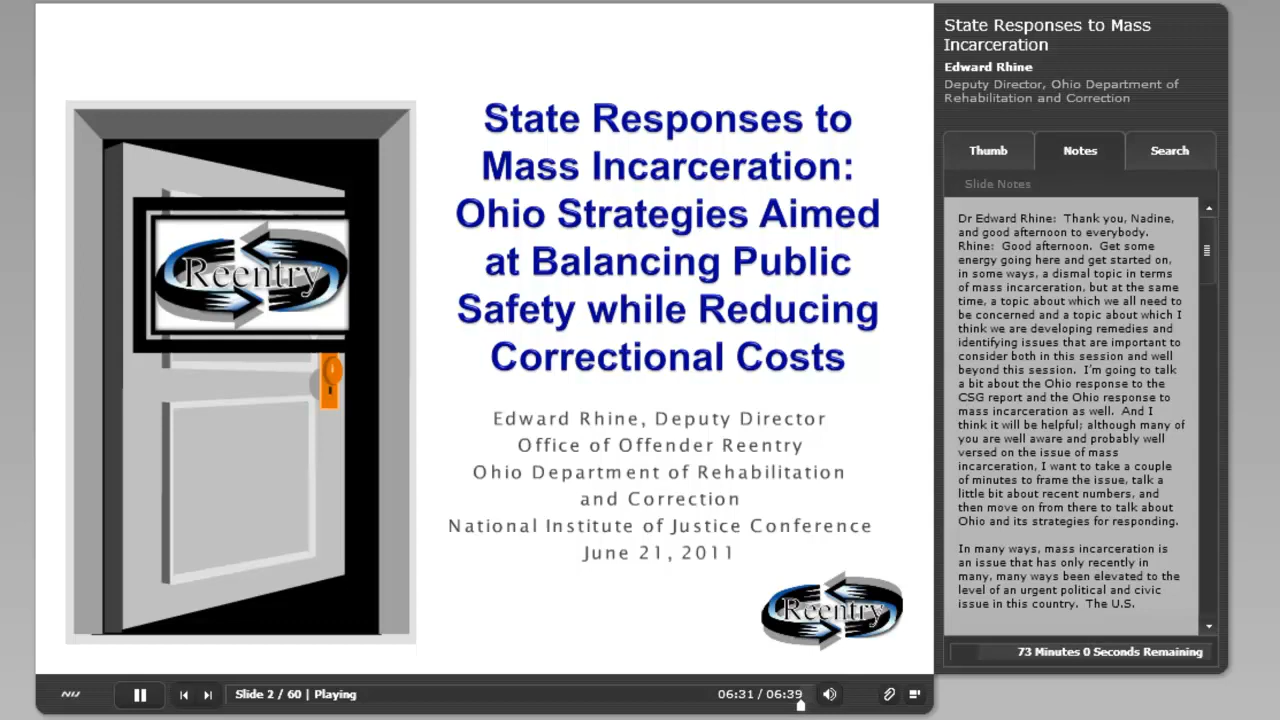 State Responses to
Mass Incarceration:
Ohio Strategies Aimed
at Balancing Public
Safety while Reducing
Correctional Costs
Reentry
Edward Rhine, Deputy Director
Office of Offender Reentry
Ohio Department of Rehabilitation
and Correction
National Institute of Justice Conference
June 21, 2011
Reentry
State Responses to Mass
Incarceration
Edward Rhine
Deputy Director, Ohio Department of
Rehabilitation and Correction
Thumb Notes Search
Slide Notes
Dr Edward Rhine: Thank you, Nadine,
and good afternoon to everybody.
Rhine: Good afternoon. Get some
energy going here and get started on,
in some ways, a dismal topic in terms
of mass incarceration, but at the same
time, a topic about which we all need to
be concerned and a topic about which I
think we are developing remedies and
identifying issues that are important to
consider both in this session and well
beyond this session. I'm going to talk
a bit about the Ohio response to the
CSG report and the Ohio response to
mass incarceration as well. And I
think it will be helpful; although many of
you are well aware and probably well
versed on the issue of mass
incarceration, I want to take a couple
of minutes to frame the issue, talk a
little bit about recent numbers, and
then move on from there to talk about
Ohio and its strategies for responding.
In many ways, mass incarceration is
an issue that has only recently in
many, many ways been elevated to the
level of an urgent political and civic
issue in this country. The U.S.
73 Minutes 0 Seconds Remaining
NIJ
Slide 2 / 60 | Playing
06:31 / 06:39